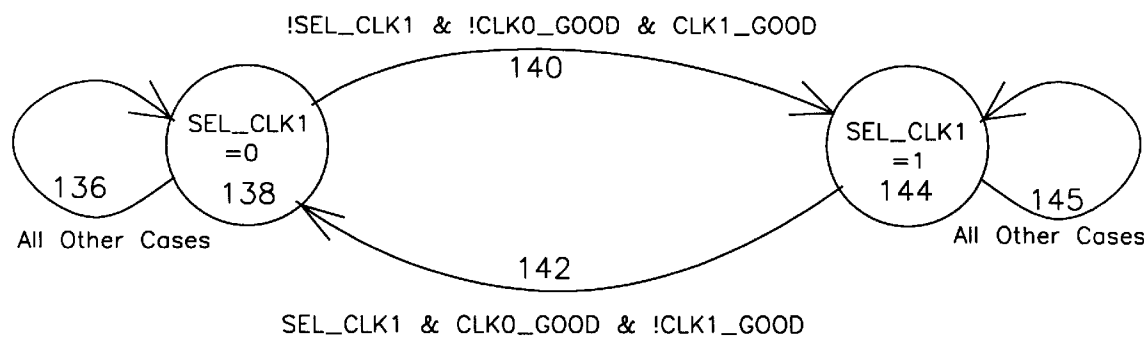 !SEL_CLK1 & !CLK0_GOOD & CLK1_GOOD
140
SEL_CLK1
=0
138
136
All Other Cases
SEL_CLK1
=1
144
145
All Other Cases
142
SEL_CLK1 & CLK0_GOOD & !CLK1_GOOD